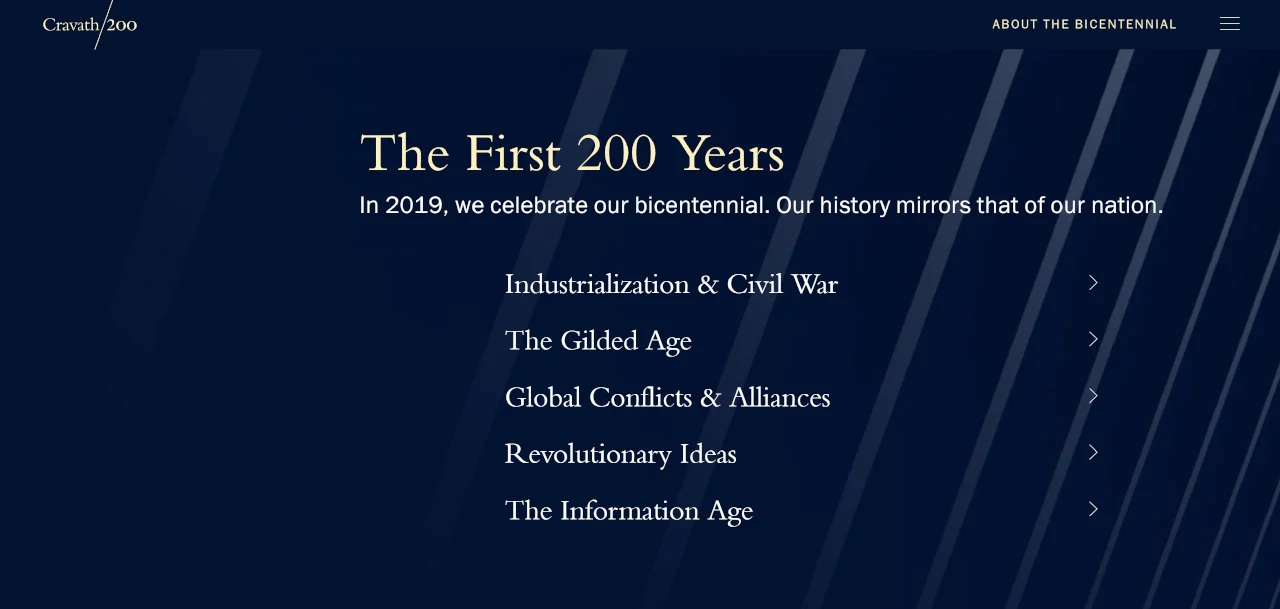 Cravath/200
ABOUT THE BICENTENNIAL
The First 200 Years
In 2019, we celebrate our bicentennial. Our history mirrors that of our nation.
Industrialization & Civil War
The Gilded Age
Global Conflicts & Alliances
Revolutionary Ideas
The Information Age